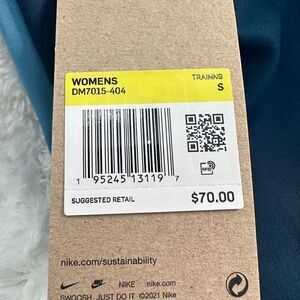 WOMENS
TRAINING
DM7015-404
S
RFID
1 95245 13119 7
SUGGESTED RETAIL
$70.00
nike.com/sustainability
NIKE
SWOOSH JUST DO IT ©2021 Nike